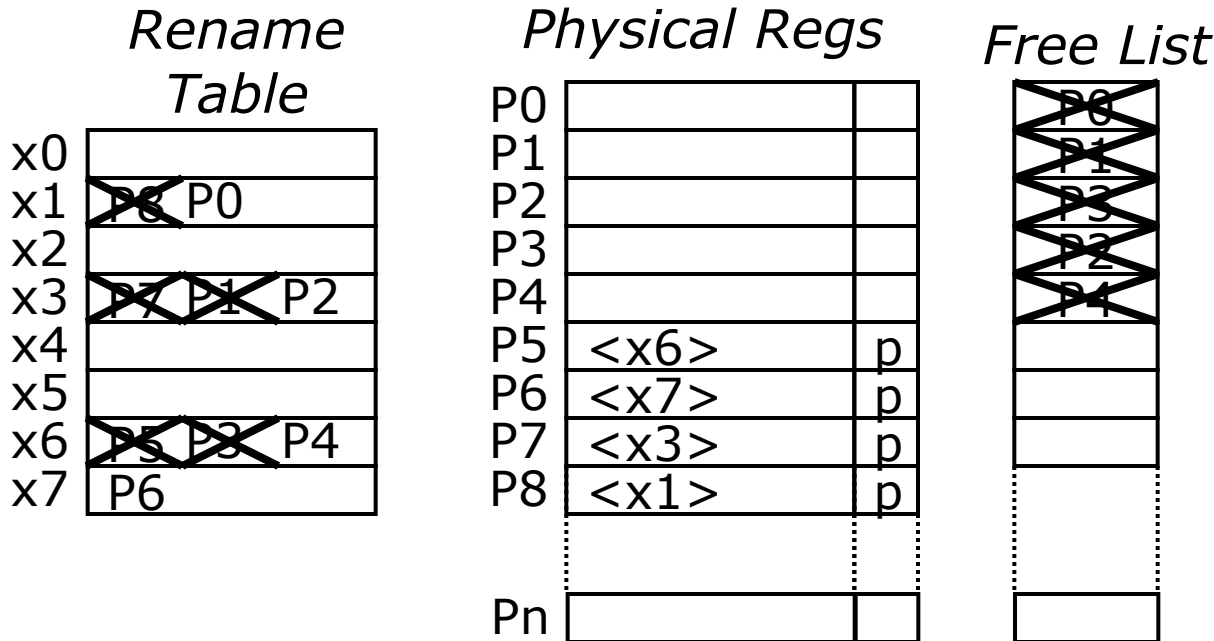 Rename
Table
x0
x1 P8 P0
x2
x3 P7 P1 P2
x4
x5
x6 P5 P3 P4
x7 P6
Physical Regs
P0
P1
P2
P3
P4
P5 <x6> p
P6 <x7> p
P7 <x3> p
P8 <x1> p
Pn
Free List
P0
P1
P3
P2
P4